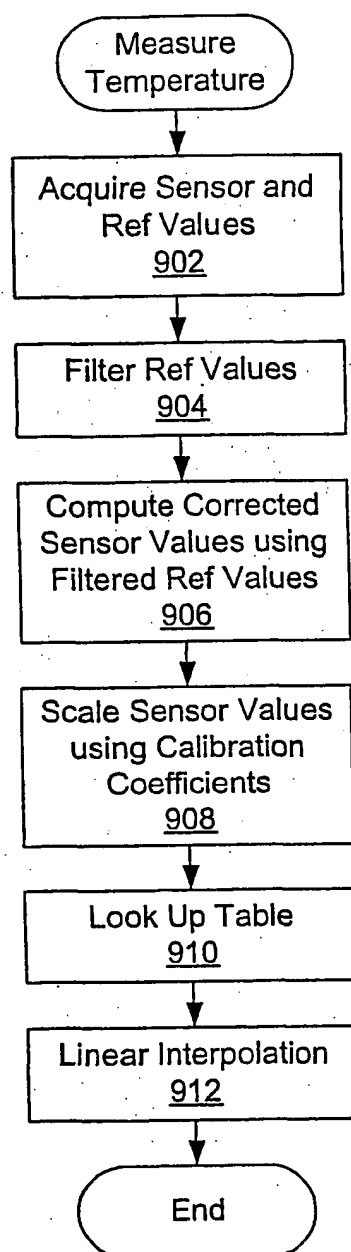 Measure
Temperature
Acquire Sensor and
Ref Values
902
Filter Ref Values
904
Compute Corrected
Sensor Values using
Filtered Ref Values
906
Scale Sensor Values
using Calibration
Coefficients
908
Look Up Table
910
Linear Interpolation
912
End